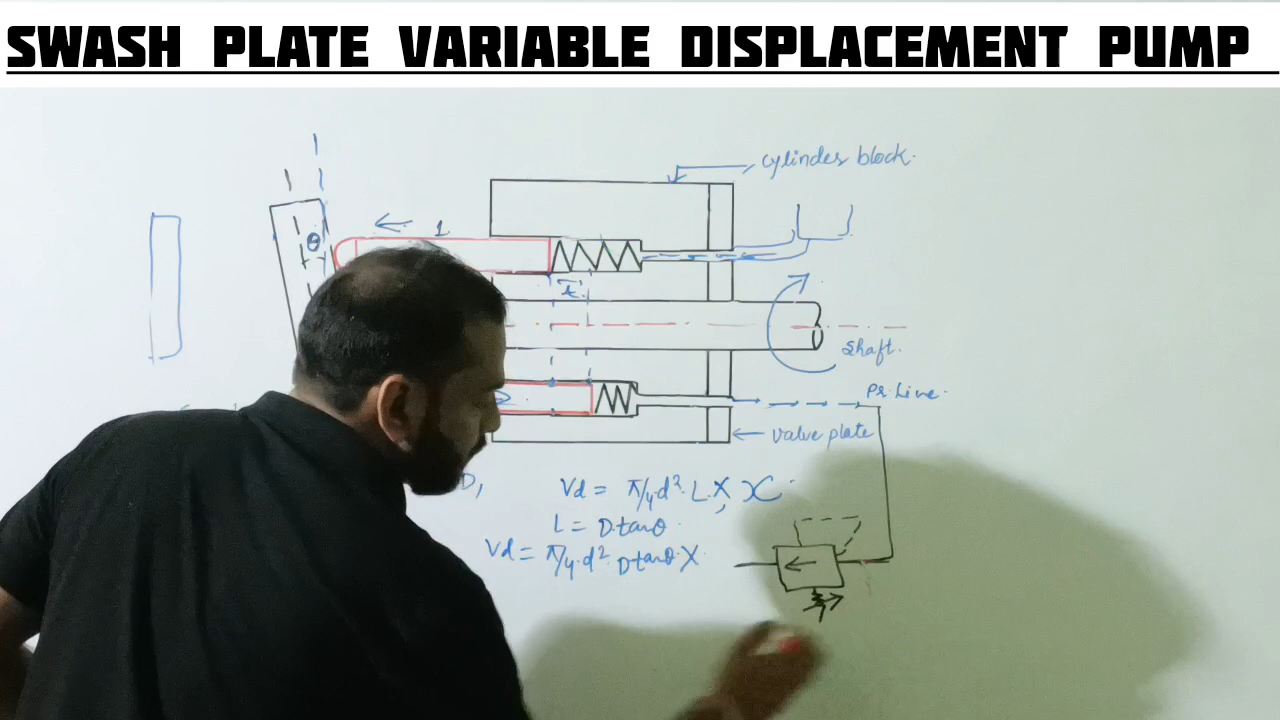 SWASH PLATE VARIABLE DISPLACEMENT PUMP
cylinder block.
θ
1
L
shaft.
Pr. Line.
valve plate
D,
Vd = π/4 d² L X, X
L = D.tanθ.
Vd = π/4 d² D tanθ X.